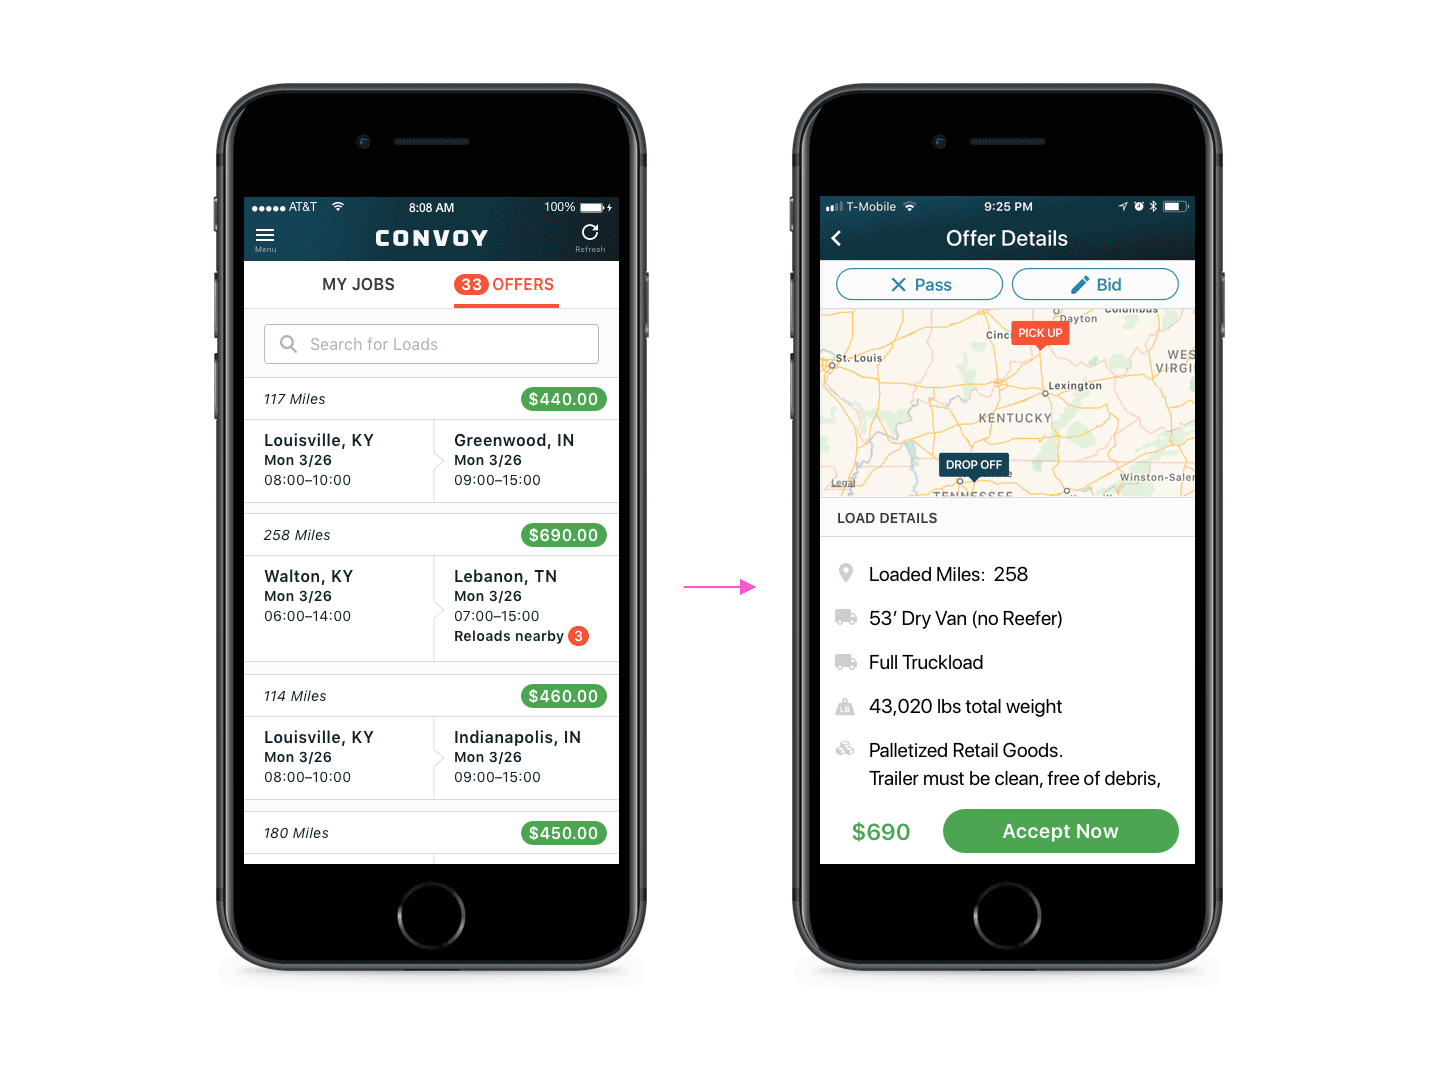 AT&T 8:08 AM 100%
Menu CONVOY Refresh
MY JOBS 33 OFFERS
Search for Loads
117 Miles $440.00
Louisville, KY Greenwood, IN
Mon 3/26 Mon 3/26
08:00–10:00 09:00–15:00
258 Miles $690.00
Walton, KY Lebanon, TN
Mon 3/26 Mon 3/26
06:00–14:00 07:00–15:00
Reloads nearby 3
114 Miles $460.00
Louisville, KY Indianapolis, IN
Mon 3/26 Mon 3/26
08:00–10:00 09:00–15:00
180 Miles $450.00
T-Mobile 9:25 PM
Offer Details
Pass Bid
Columbus
Dayton
Cinci PICK UP
St. Louis WES
VIRGI
Lexington
KENTUCKY
DROP OFF
Legal Winston-Saler
TENNESSEE
LOAD DETAILS
Loaded Miles: 258
53’ Dry Van (no Reefer)
Full Truckload
LB 43,020 lbs total weight
Palletized Retail Goods.
Trailer must be clean, free of debris,
$690 Accept Now